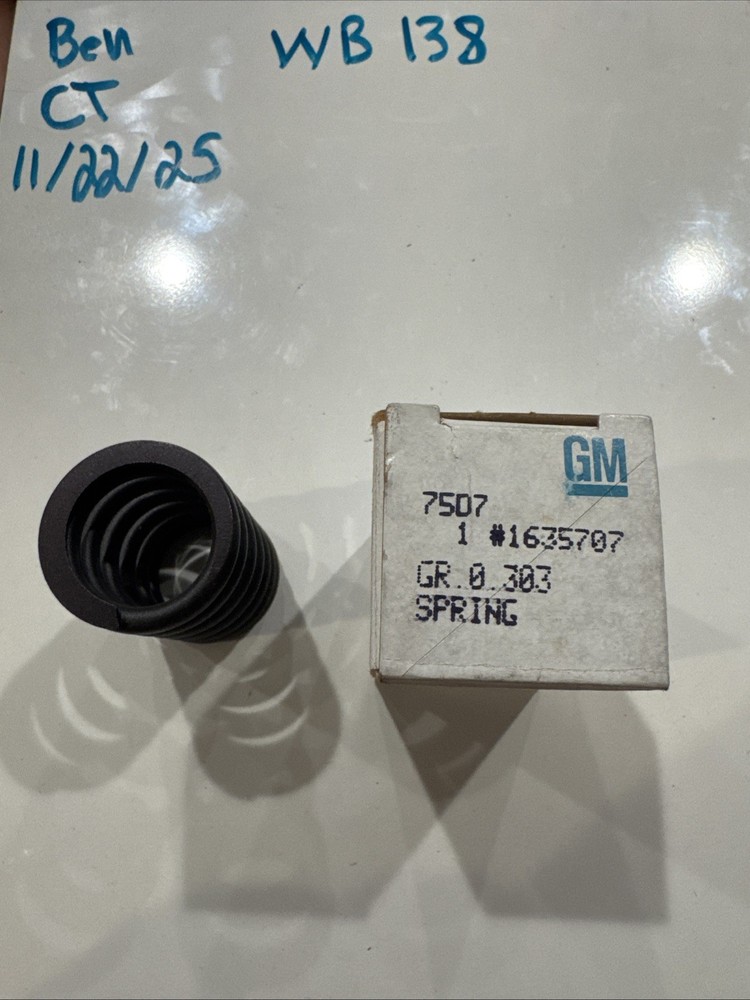 Ben
WB 138
CT
11/22/25
GM
7507
1 #1635707
GR.0.303
SPRING